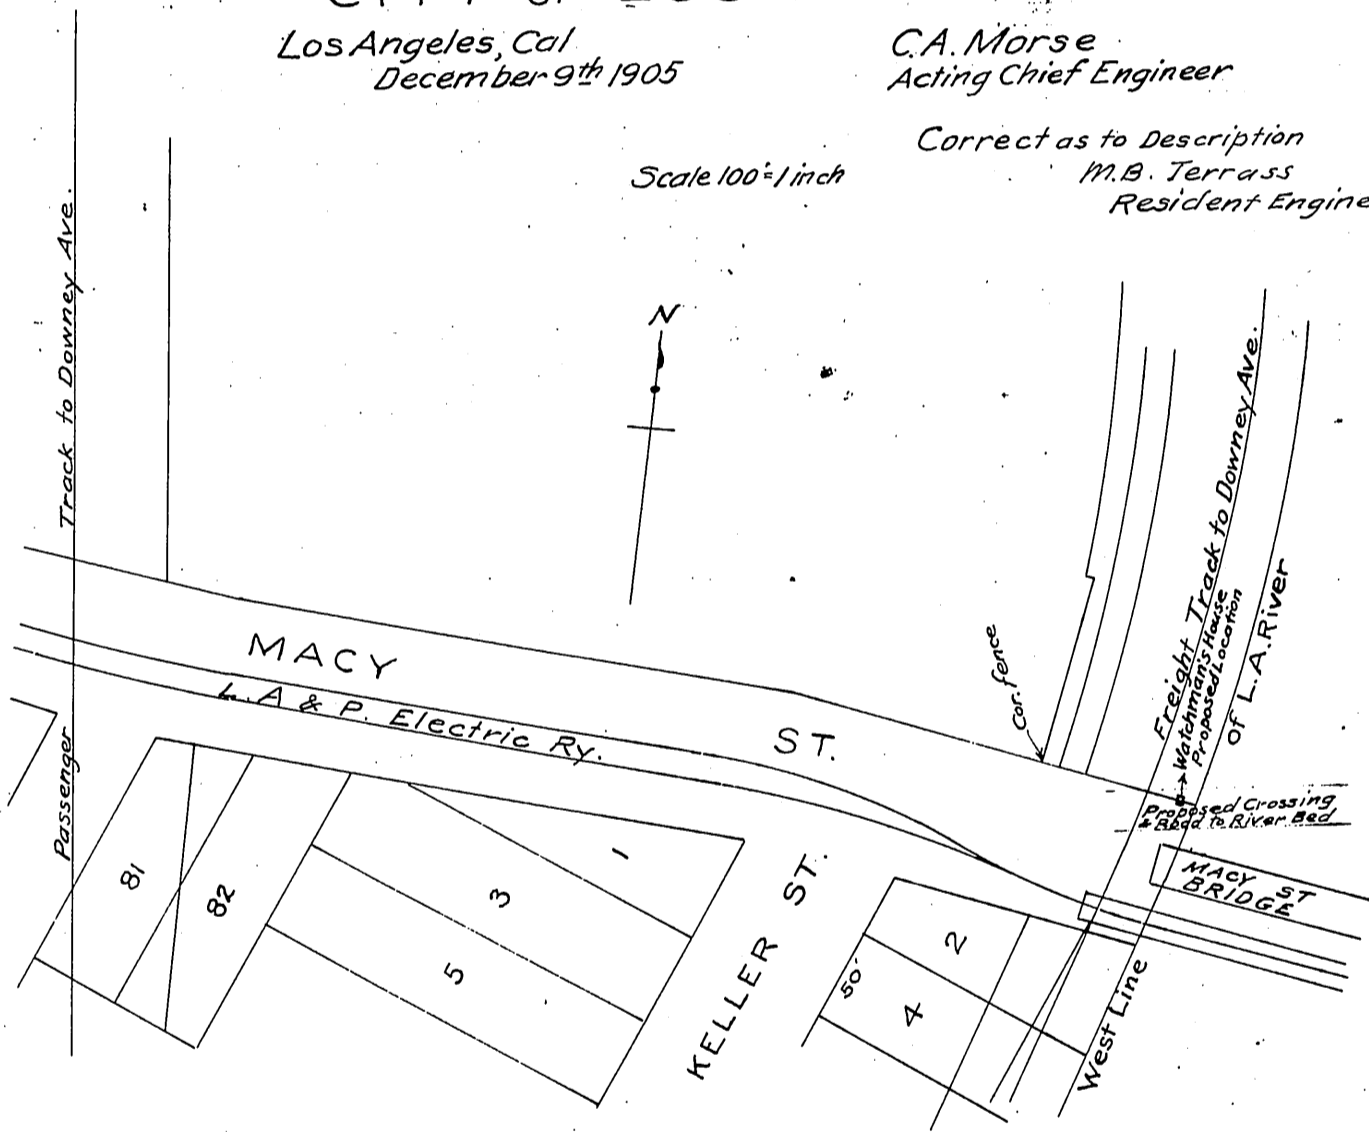 Los Angeles, Cal
December 9th 1905
C.A. Morse
Acting Chief Engineer
Correct as to Description
M.B. Terrass
Resident Engine
Scale 100'=1 inch
N
Passenger Track to Downey Ave.
MACY ST.
L.A & P. Electric Ry.
Cor. fence
Freight Track to Downey Ave.
Watchman's House
Proposed Location
West Line of L.A. River
Proposed Crossing
& Road to River Bed
MACY ST
BRIDGE
KELLER ST.
81
82
1
3
5
2
4
50'